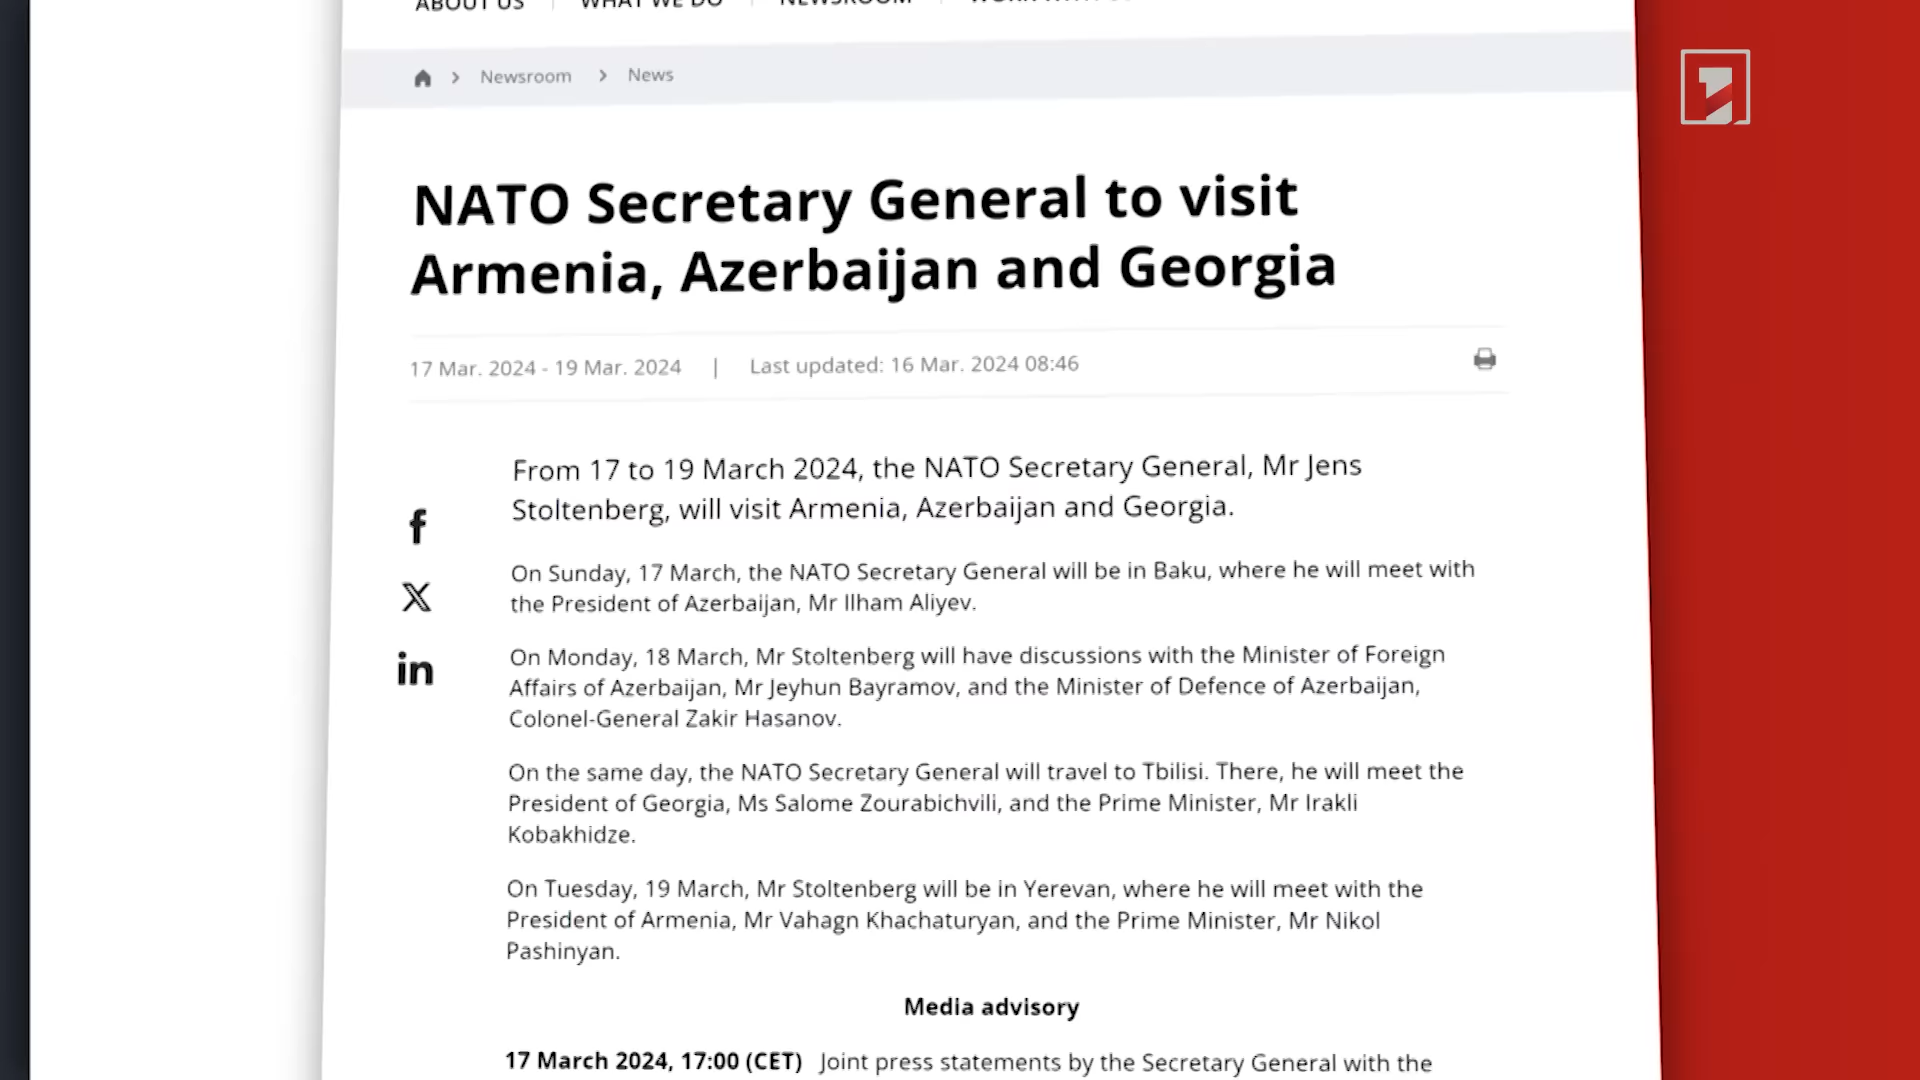 ABOUT US
WHAT WE DO
NEWSROOM
Newsroom
News
NATO Secretary General to visit
Armenia, Azerbaijan and Georgia
17 Mar. 2024 - 19 Mar. 2024 | Last updated: 16 Mar. 2024 08:46
From 17 to 19 March 2024, the NATO Secretary General, Mr Jens
Stoltenberg, will visit Armenia, Azerbaijan and Georgia.
On Sunday, 17 March, the NATO Secretary General will be in Baku, where he will meet with
the President of Azerbaijan, Mr Ilham Aliyev.
On Monday, 18 March, Mr Stoltenberg will have discussions with the Minister of Foreign
Affairs of Azerbaijan, Mr Jeyhun Bayramov, and the Minister of Defence of Azerbaijan,
Colonel-General Zakir Hasanov.
On the same day, the NATO Secretary General will travel to Tbilisi. There, he will meet the
President of Georgia, Ms Salome Zourabichvili, and the Prime Minister, Mr Irakli
Kobakhidze.
On Tuesday, 19 March, Mr Stoltenberg will be in Yerevan, where he will meet with the
President of Armenia, Mr Vahagn Khachaturyan, and the Prime Minister, Mr Nikol
Pashinyan.
Media advisory
17 March 2024, 17:00 (CET) Joint press statements by the Secretary General with the